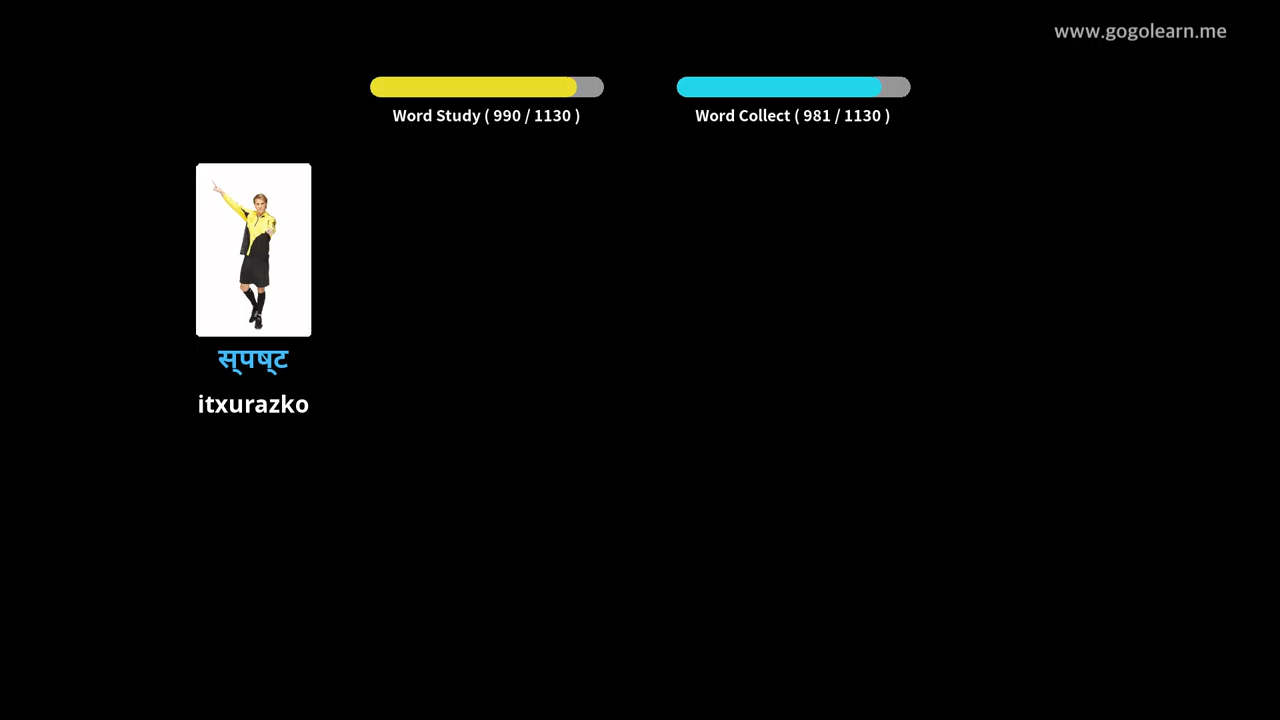 www.gogolearn.me
Word Study ( 990 / 1130 )
Word Collect ( 981 / 1130 )
स्पष्ट
itxurazko